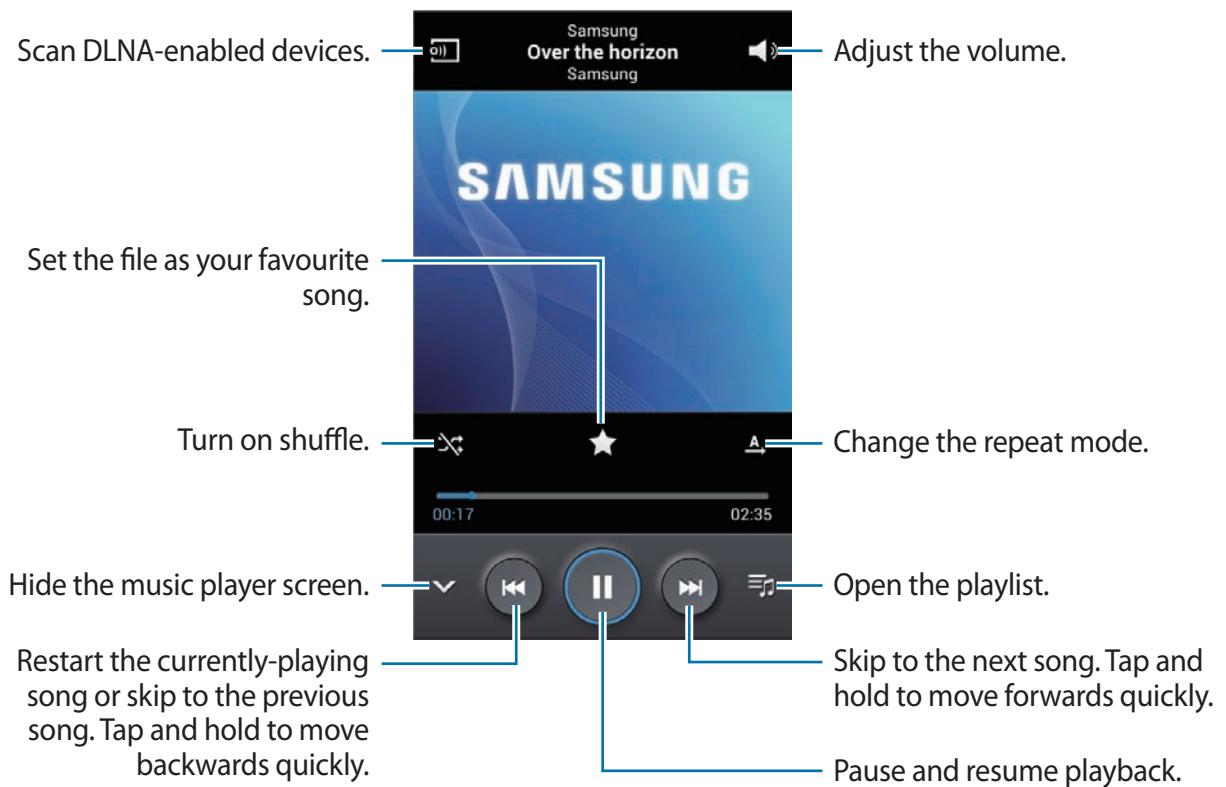 Scan DLNA-enabled devices.
Samsung
Over the horizon
Samsung
Adjust the volume.
SAMSUNG
Set the file as your favourite
song.
Turn on shuffle.
A
Change the repeat mode.
00:17
02:35
Hide the music player screen.
Open the playlist.
Restart the currently-playing
song or skip to the previous
song. Tap and hold to move
backwards quickly.
Skip to the next song. Tap and
hold to move forwards quickly.
Pause and resume playback.